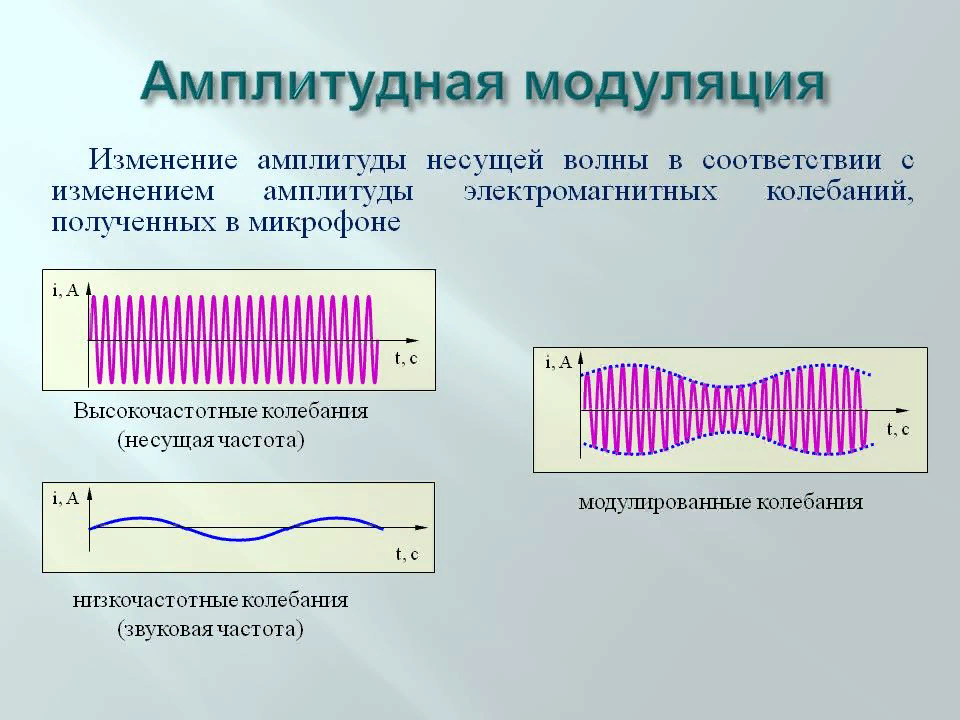 Амплитудная модуляция
Изменение амплитуды несущей волны в соответствии с
изменением амплитуды электромагнитных колебаний,
полученных в микрофоне
i, A
t, c
Высокочастотные колебания
(несущая частота)
i, A
t, c
низкочастотные колебания
(звуковая частота)
i, A
t, c
модулированные колебания